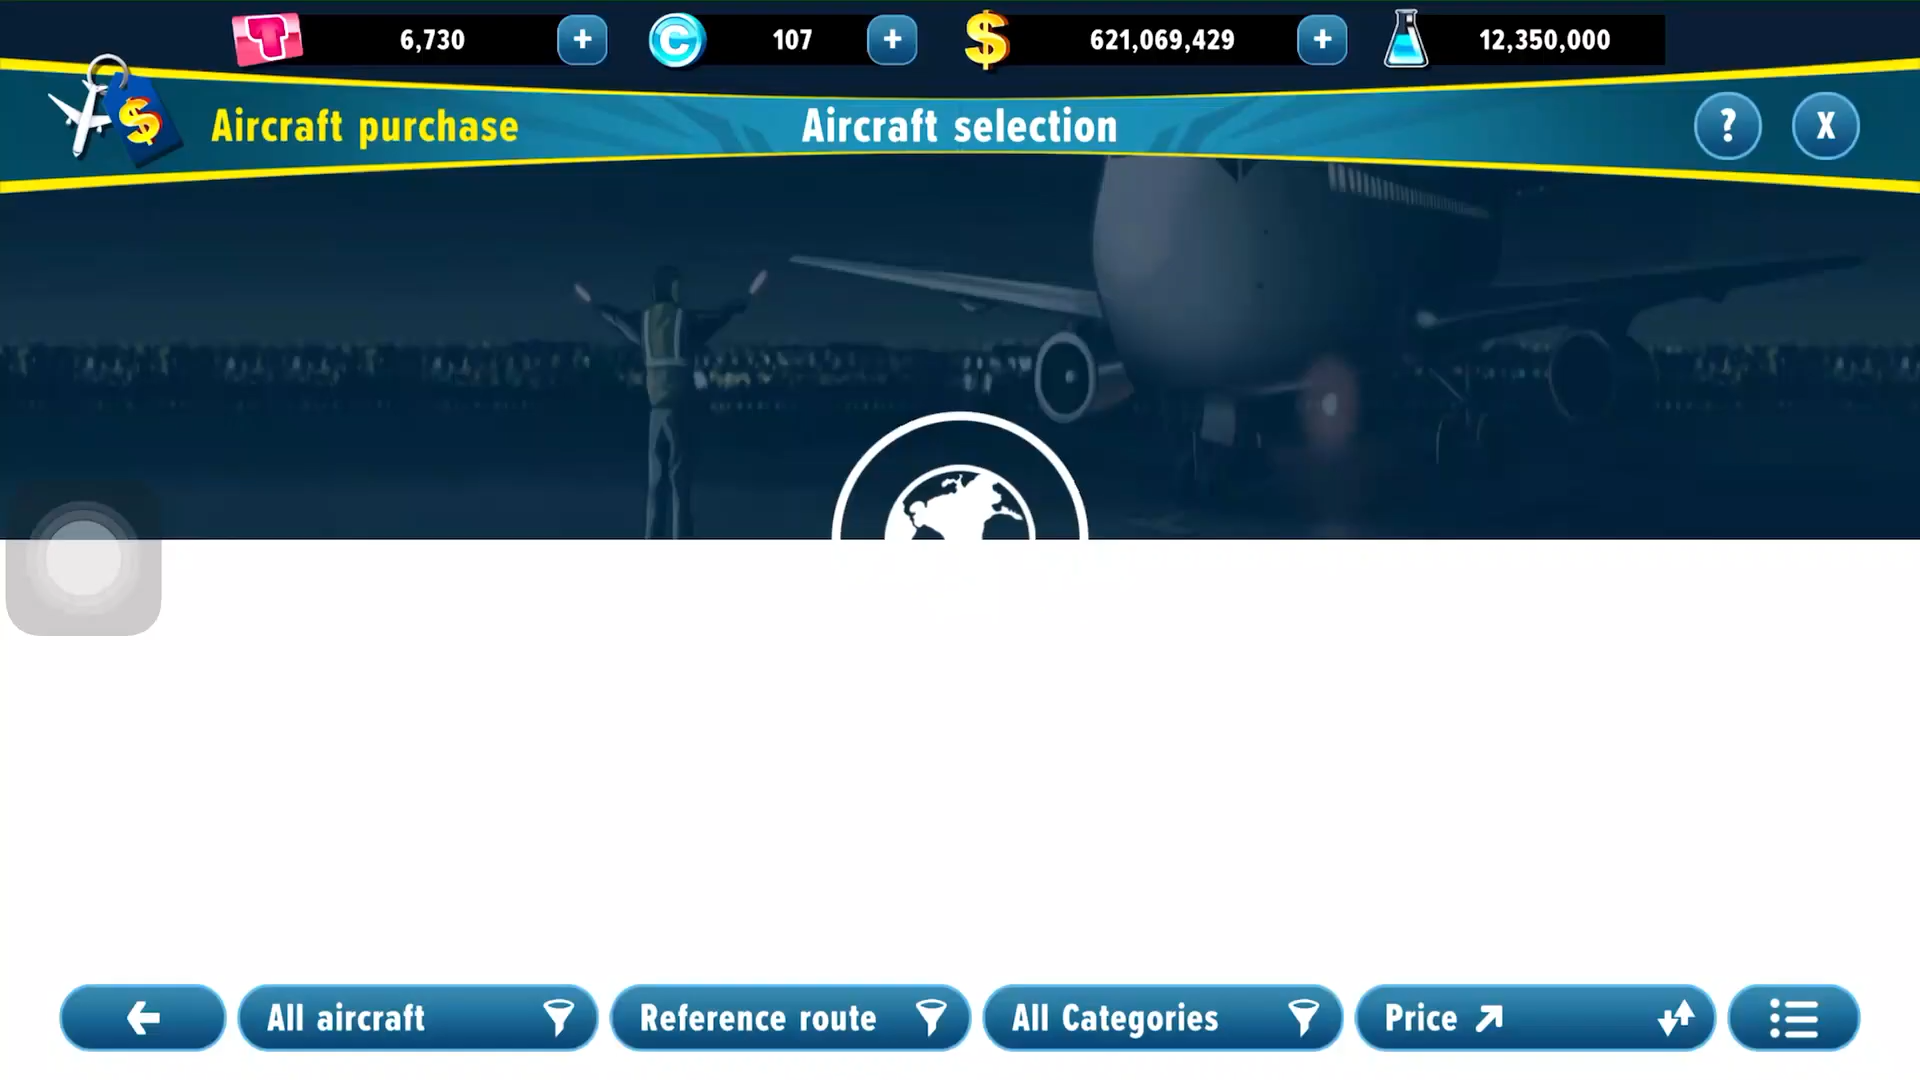 6,730 + 107 + 621,069,429 + 12,350,000
Aircraft purchase
Aircraft selection
? X
All aircraft
Reference route
All Categories
Price